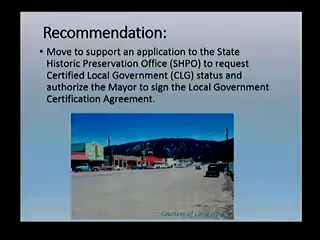 Recommendation:
• Move to support an application to the State
Historic Preservation Office (SHPO) to request
Certified Local Government (CLG) status and
authorize the Mayor to sign the Local Government
Certification Agreement.
Courtesy of